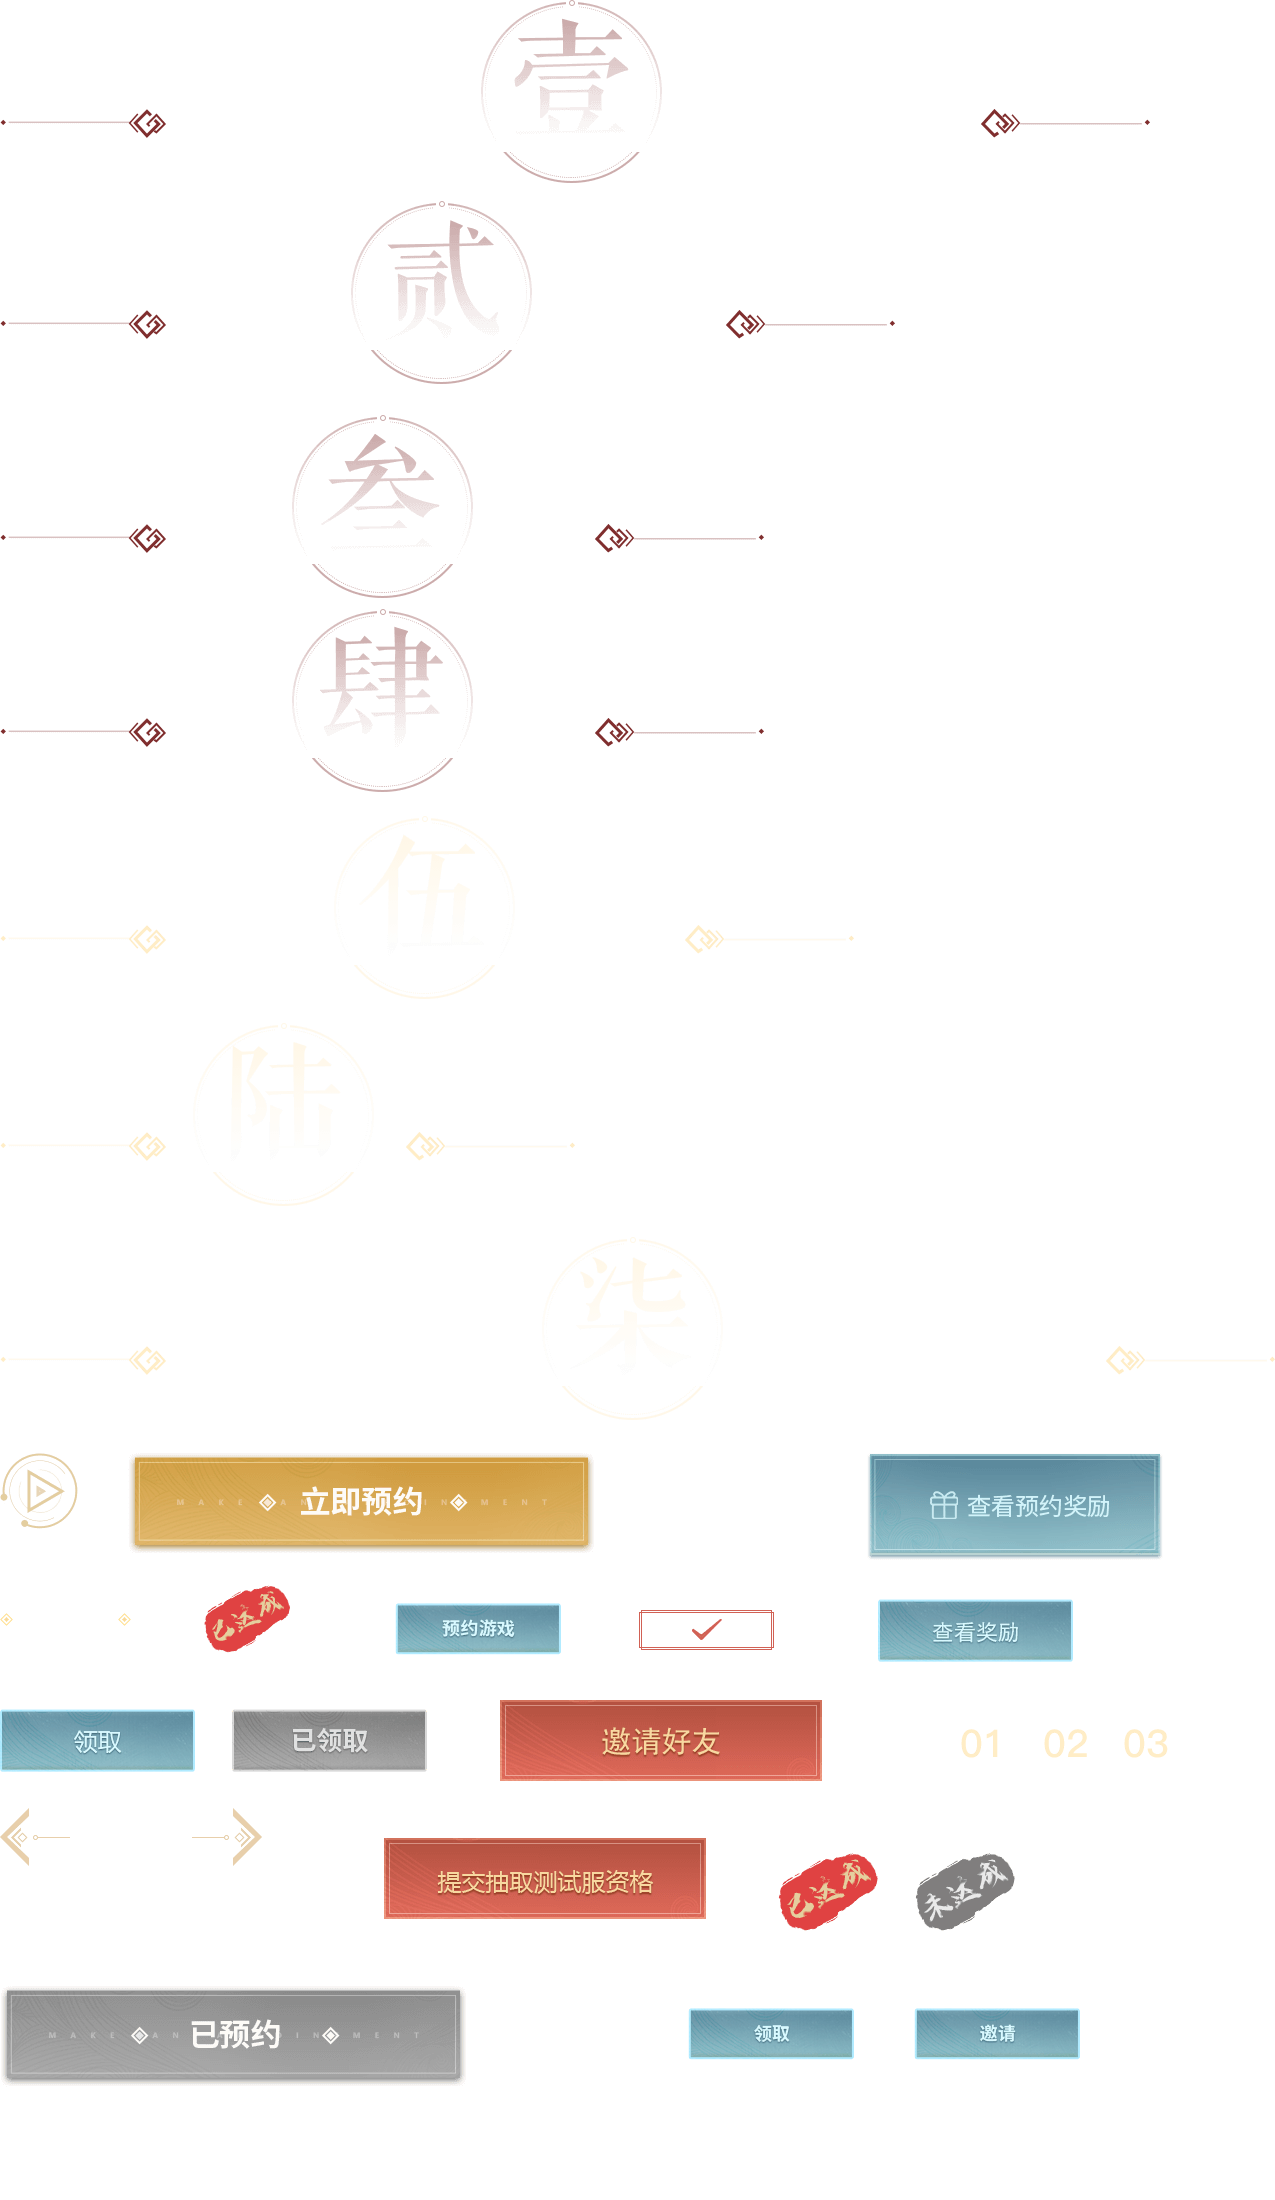 壹
贰
叁
肆
伍
陆
柒
立即预约
查看预约奖励
已达成
预约游戏
查看奖励
领取
已领取
邀请好友
01 02 03
提交抽取测试服资格
已达成
未达成
已预约
领取
邀请